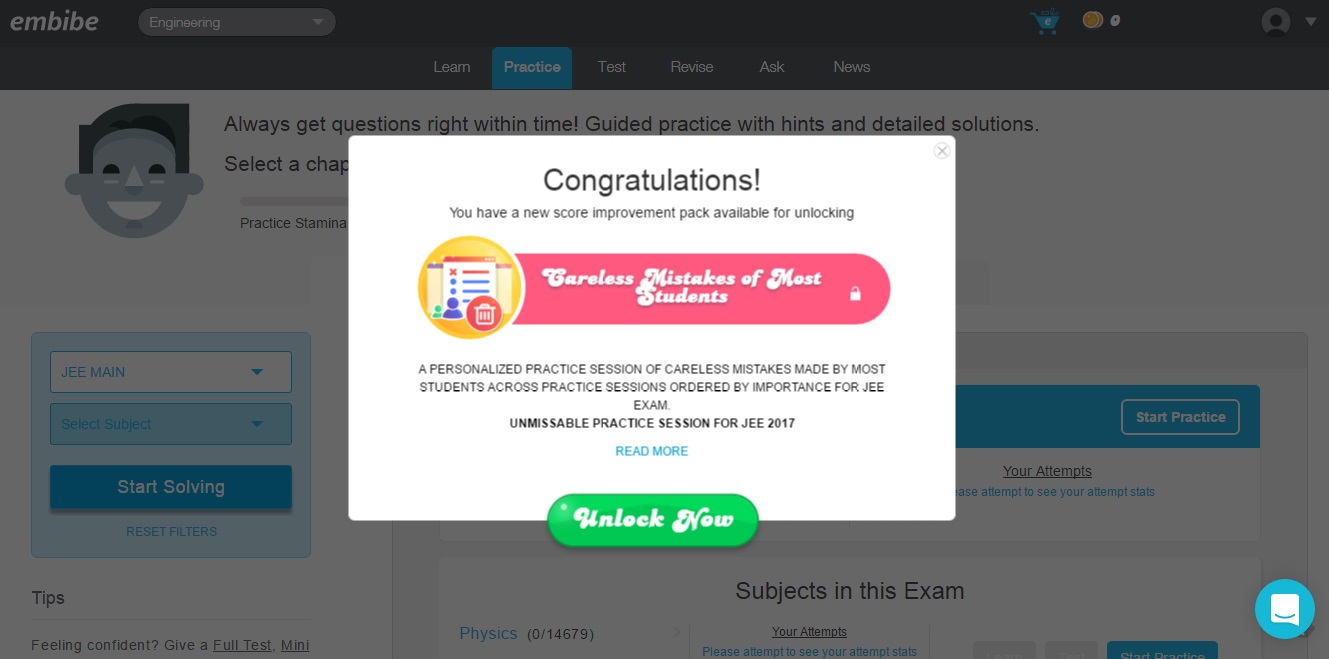 embibe
Engineering
0
Learn
Practice
Test
Revise
Ask
News
Always get questions right within time! Guided practice with hints and detailed solutions.
Select a chap
Practice Stamina
Congratulations!
You have a new score improvement pack available for unlocking
Careless Mistakes of Most
Students
A PERSONALIZED PRACTICE SESSION OF CARELESS MISTAKES MADE BY MOST
STUDENTS ACROSS PRACTICE SESSIONS ORDERED BY IMPORTANCE FOR JEE
EXAM.
UNMISSABLE PRACTICE SESSION FOR JEE 2017
READ MORE
Unlock Now
JEE MAIN
Select Subject
Start Solving
RESET FILTERS
Tips
Feeling confident? Give a Full Test, Mini
Start Practice
Your Attempts
ease attempt to see your attempt stats
Subjects in this Exam
Physics (0/14679)
Your Attempts
Please attempt to see your attempt stats
Learn
Test
Start Practice